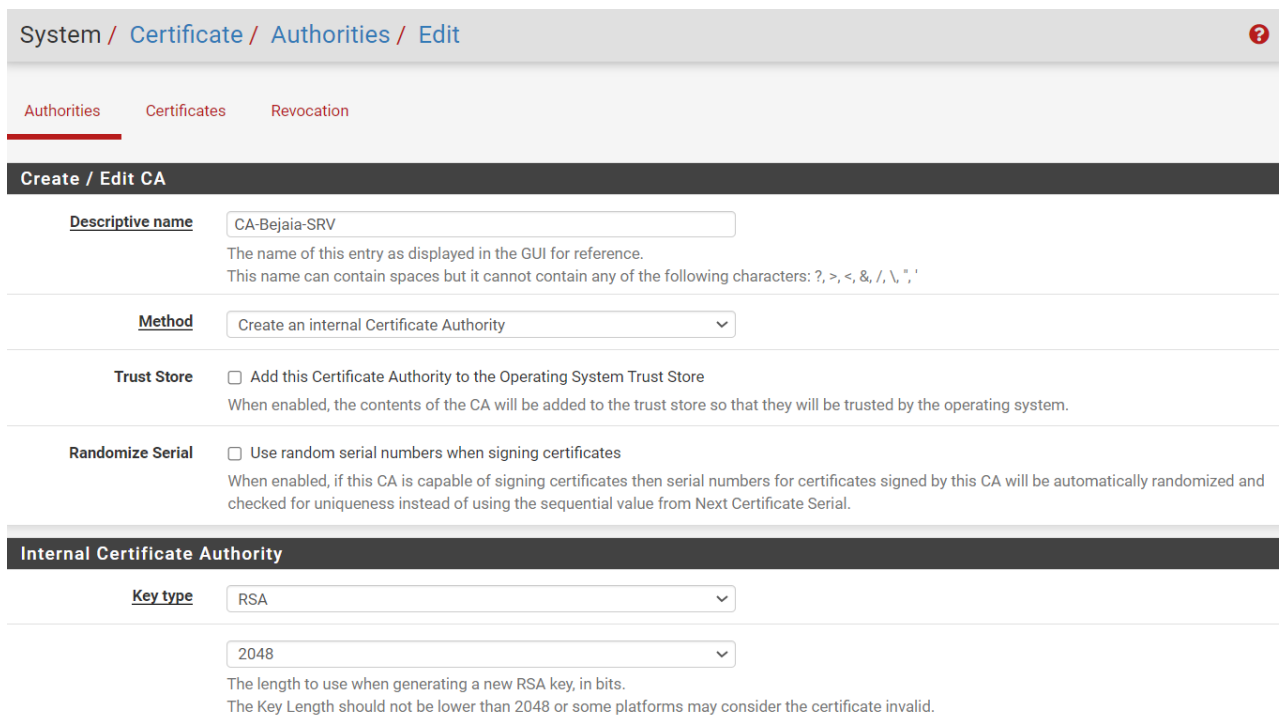 System / Certificate / Authorities / Edit
Authorities Certificates Revocation
Create / Edit CA
Descriptive name CA-Bejaia-SRV
The name of this entry as displayed in the GUI for reference.
This name can contain spaces but it cannot contain any of the following characters: ?, >, <, &, /, \, ", '
Method Create an internal Certificate Authority
Trust Store Add this Certificate Authority to the Operating System Trust Store
When enabled, the contents of the CA will be added to the trust store so that they will be trusted by the operating system.
Randomize Serial Use random serial numbers when signing certificates
When enabled, if this CA is capable of signing certificates then serial numbers for certificates signed by this CA will be automatically randomized and
checked for uniqueness instead of using the sequential value from Next Certificate Serial.
Internal Certificate Authority
Key type RSA
2048
The length to use when generating a new RSA key, in bits.
The Key Length should not be lower than 2048 or some platforms may consider the certificate invalid.